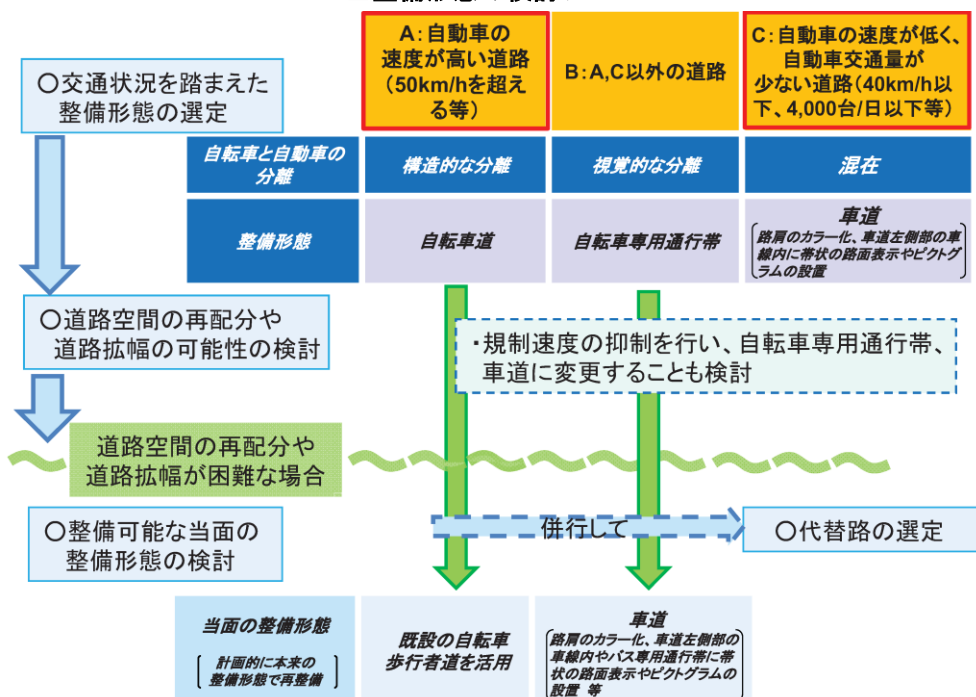 A:自動車の
速度が高い道路
(50km/hを超え
る等)
B:A,C以外の道路
C:自動車の速度が低く、
自動車交通量が
少ない道路(40km/h以
下、4,000台/日以下等)
〇交通状況を踏まえた
整備形態の選定
自転車と自動車の
分離
構造的な分離
視覚的な分離
混在
整備形態
自転車道
自転車専用通行帯
車道
路肩のカラー化、車道左側部の車
線内に帯状の路面表示やピクトグ
ラムの設置
〇道路空間の再配分や
道路拡幅の可能性の検討
・規制速度の抑制を行い、自転車専用通行帯、
車道に変更することも検討
道路空間の再配分や
道路拡幅が困難な場合
〇整備可能な当面の
整備形態の検討
併行して
〇代替路の選定
当面の整備形態
計画的に本来の
整備形態で再整備
既設の自転車
歩行者道を活用
車道
路肩のカラー化、車道左側部の
車線内やバス専用通行帯に帯
状の路面表示やピクトグラムの
設置 等